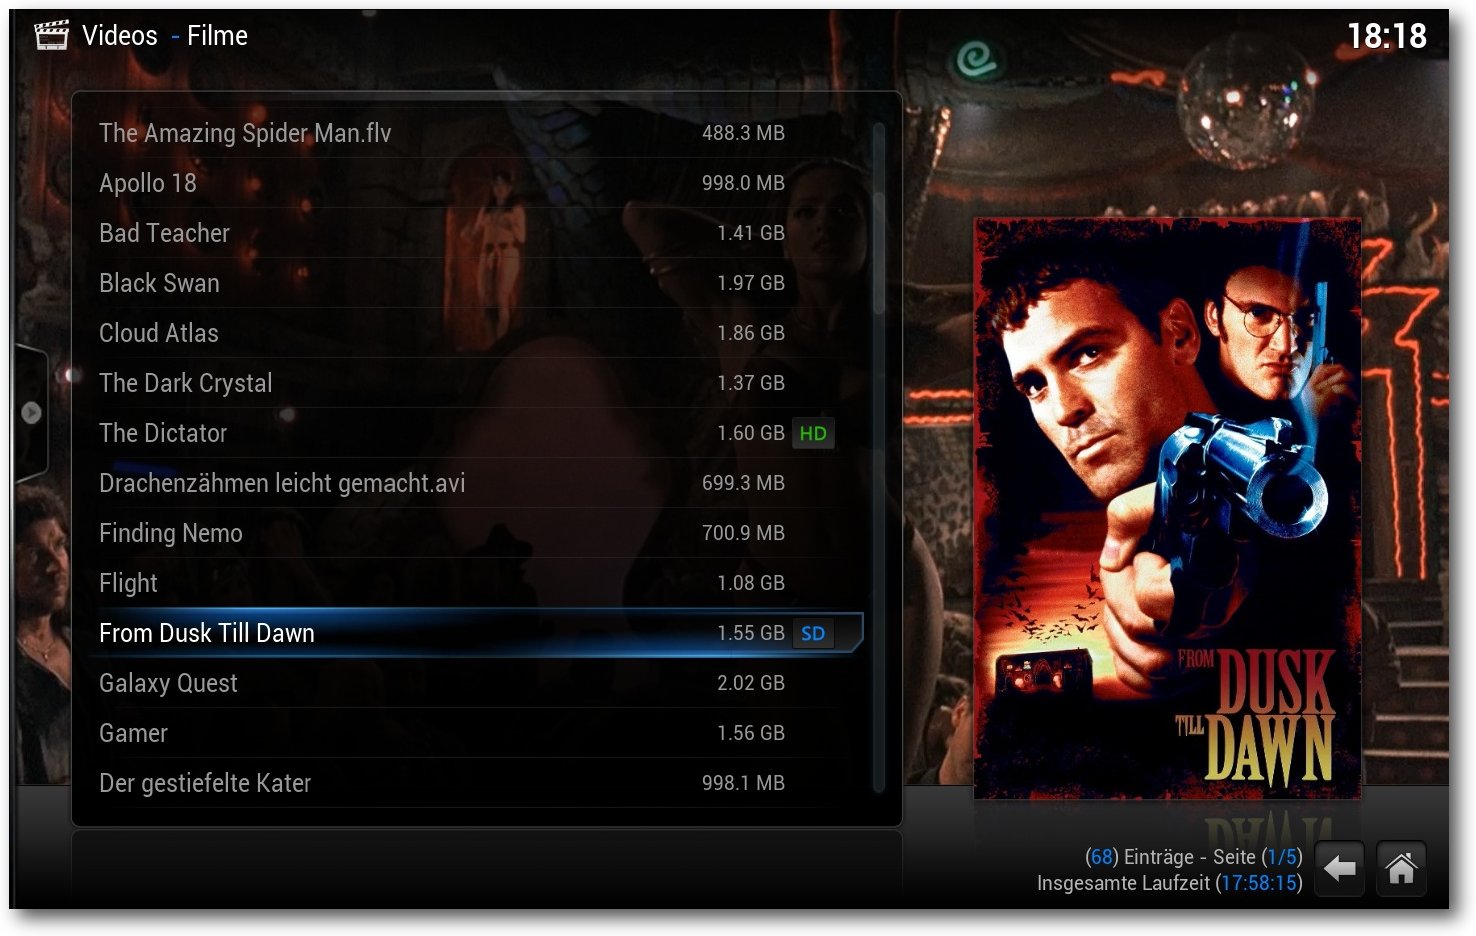 Videos - Filme
18:18
The Amazing Spider Man.flv 488.3 MB
Apollo 18 998.0 MB
Bad Teacher 1.41 GB
Black Swan 1.97 GB
Cloud Atlas 1.86 GB
The Dark Crystal 1.37 GB
The Dictator 1.60 GB HD
Drachenzähmen leicht gemacht.avi 699.3 MB
Finding Nemo 700.9 MB
Flight 1.08 GB
From Dusk Till Dawn 1.55 GB SD
Galaxy Quest 2.02 GB
Gamer 1.56 GB
Der gestiefelte Kater 998.1 MB
FROM DUSK
TILL DAWN
(68) Einträge - Seite (1/5)
Insgesamte Laufzeit (17:58:15)